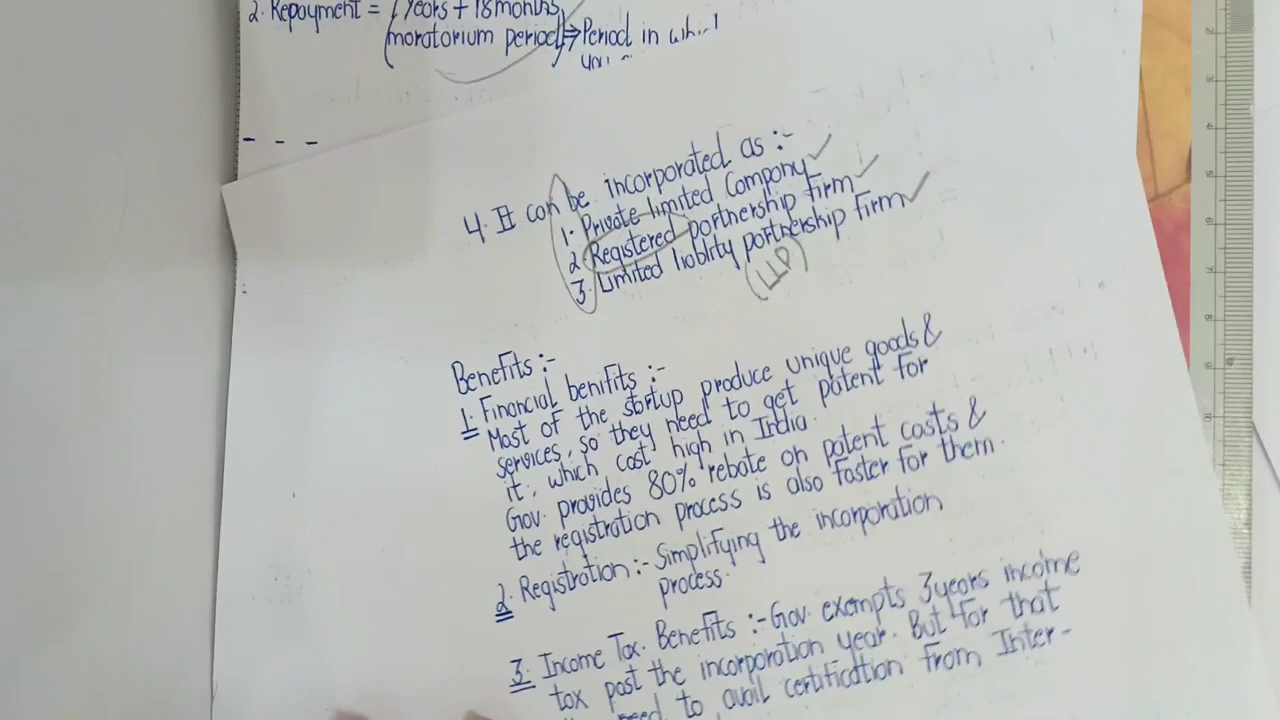 2. Repayment = 7 years + 18 months
(moratorium period) ⇒ Period in
4. It can be incorporated as :-
1. Private limited Company ✓
2 Registered partnership firm ✓
3. Limited liablity partnership firm ✓
(LLP)
Benefits :-
1. Financial benifits :-
Most of the startup produce unique goods &
services, so they need to get patent for
it, which cost high in India.
Gov. provides 80% rebate on patent costs &
the registration process is also faster for them.
2. Registration :- Simplifying the incorporation
process.
3. Income Tax. Benefits :- Gov. exempts 3 years income
tax post the incorporation year. But for that
need to avail certification from Inter-